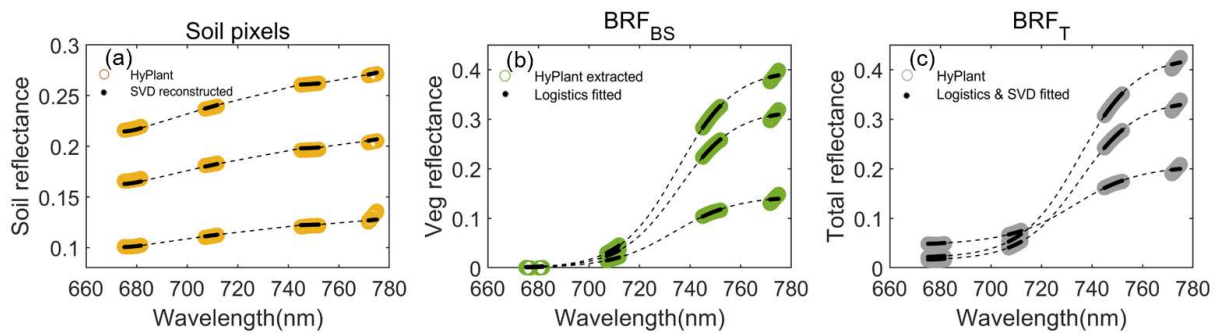 Soil pixels
(a)
HyPlant
SVD reconstructed
0.3
0.25
0.2
0.15
0.1
Soil reflectance
660 680 700 720 740 760 780
Wavelength(nm)
BRF_BS
(b)
HyPlant extracted
Logistics fitted
0.4
0.3
0.2
0.1
0
Veg reflectance
660 680 700 720 740 760 780
Wavelength(nm)
BRF_T
(c)
HyPlant
Logistics & SVD fitted
0.4
0.3
0.2
0.1
0
Total reflectance
660 680 700 720 740 760 780
Wavelength(nm)